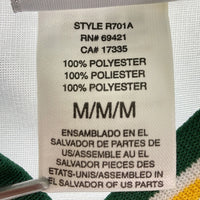 STYLE R701A
RN# 69421
CA# 17335
100% POLYESTER
100% POLYESTER
100% POLYESTER
M/M/M
ENSAMBLADO EN EL
SALVADOR DE PARTES DE
US/ASSEMBLE AU EL
SALVADOR PIECES DES
ETATS-UNIS/ASSEMBLED IN
EL SALVADOR OF US PARTS